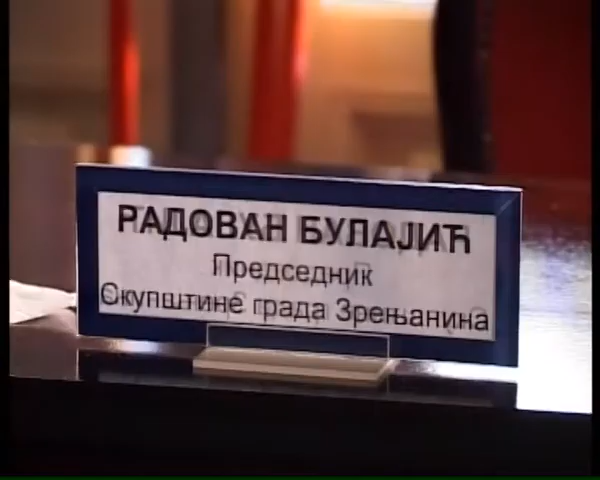 РАДОВАН БУЛАЈИЋ
Председник
Скупштине града Зрењанина